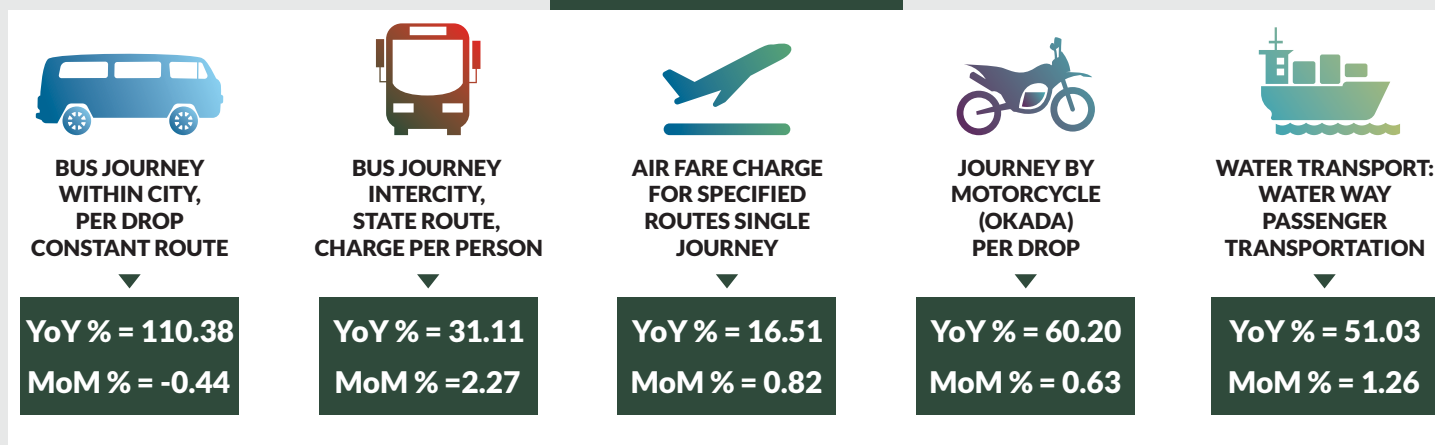 BUS JOURNEY
WITHIN CITY,
PER DROP
CONSTANT ROUTE
YoY % = 110.38
MoM % = -0.44
BUS JOURNEY
INTERCITY,
STATE ROUTE,
CHARGE PER PERSON
YoY % = 31.11
MoM % =2.27
AIR FARE CHARGE
FOR SPECIFIED
ROUTES SINGLE
JOURNEY
YoY % = 16.51
MoM % = 0.82
JOURNEY BY
MOTORCYCLE
(OKADA)
PER DROP
YoY % = 60.20
MoM % = 0.63
WATER TRANSPORT:
WATER WAY
PASSENGER
TRANSPORTATION
YoY % = 51.03
MoM % = 1.26